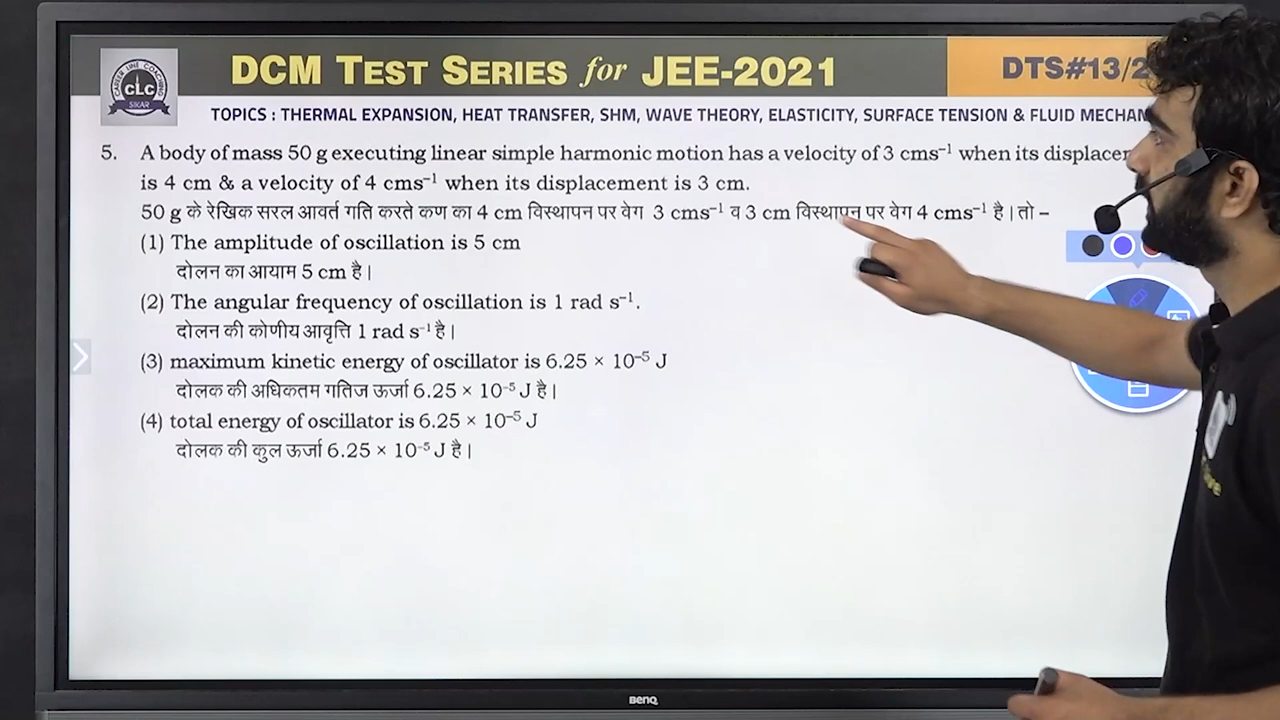 CAREER LINE COACHING
CLC
SIKAR
DCM TEST SERIES for JEE-2021
DTS#13/2
TOPICS : THERMAL EXPANSION, HEAT TRANSFER, SHM, WAVE THEORY, ELASTICITY, SURFACE TENSION & FLUID MECHAN
5. A body of mass 50 g executing linear simple harmonic motion has a velocity of 3 cms⁻¹ when its displacer
is 4 cm & a velocity of 4 cms⁻¹ when its displacement is 3 cm.
50 g के रेखिक सरल आवर्त गति करते कण का 4 cm विस्थापन पर वेग 3 cms⁻¹ व 3 cm विस्थापन पर वेग 4 cms⁻¹ है। तो –
(1) The amplitude of oscillation is 5 cm
दोलन का आयाम 5 cm है।
(2) The angular frequency of oscillation is 1 rad s⁻¹.
दोलन की कोणीय आवृत्ति 1 rad s⁻¹ है।
(3) maximum kinetic energy of oscillator is 6.25 × 10⁻⁵ J
दोलक की अधिकतम गतिज ऊर्जा 6.25 × 10⁻⁵ J है।
(4) total energy of oscillator is 6.25 × 10⁻⁵ J
दोलक की कुल ऊर्जा 6.25 × 10⁻⁵ J है।
BenQ